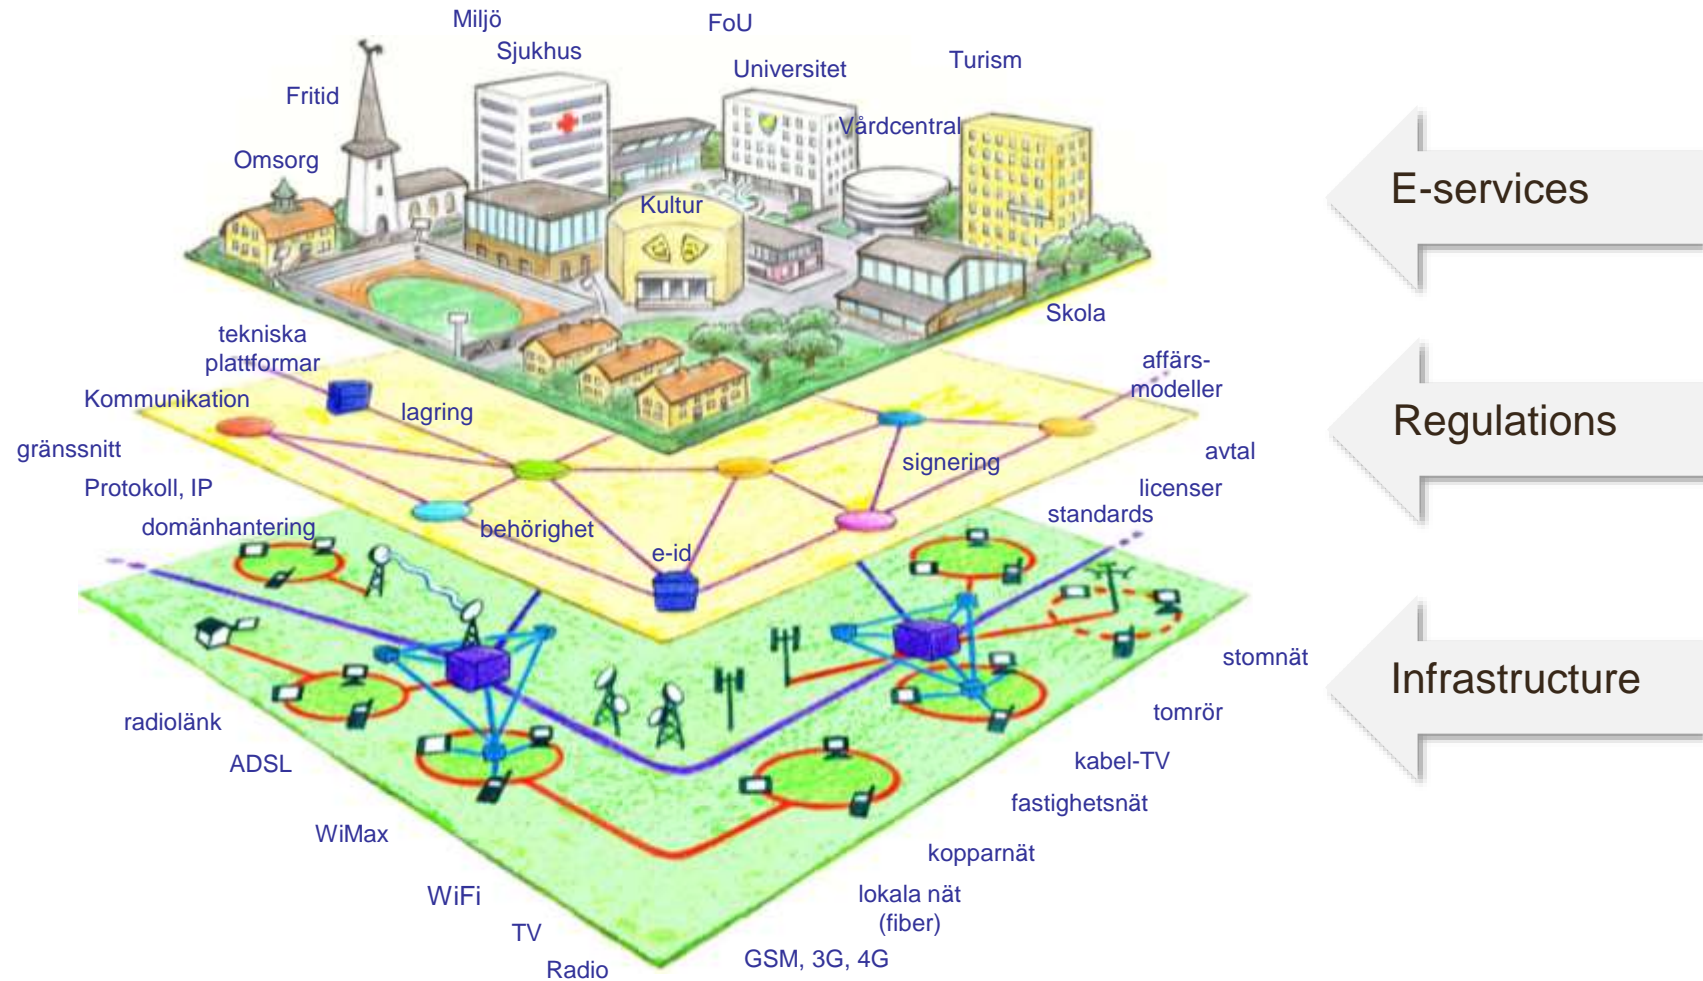 Miljö
FoU
Sjukhus
Turism
Universitet
Fritid
Vårdcentral
Omsorg
E-services
Kultur
Skola
tekniska
plattformar
affärs-
modeller
Kommunikation
lagring
Regulations
gränssnitt
avtal
signering
Protokoll, IP
licenser
standards
domänhantering
behörighet
e-id
stomnät
Infrastructure
tomrör
radiolänk
ADSL
kabel-TV
fastighetsnät
WiMax
kopparnät
WiFi
lokala nät
(fiber)
TV
GSM, 3G, 4G
Radio